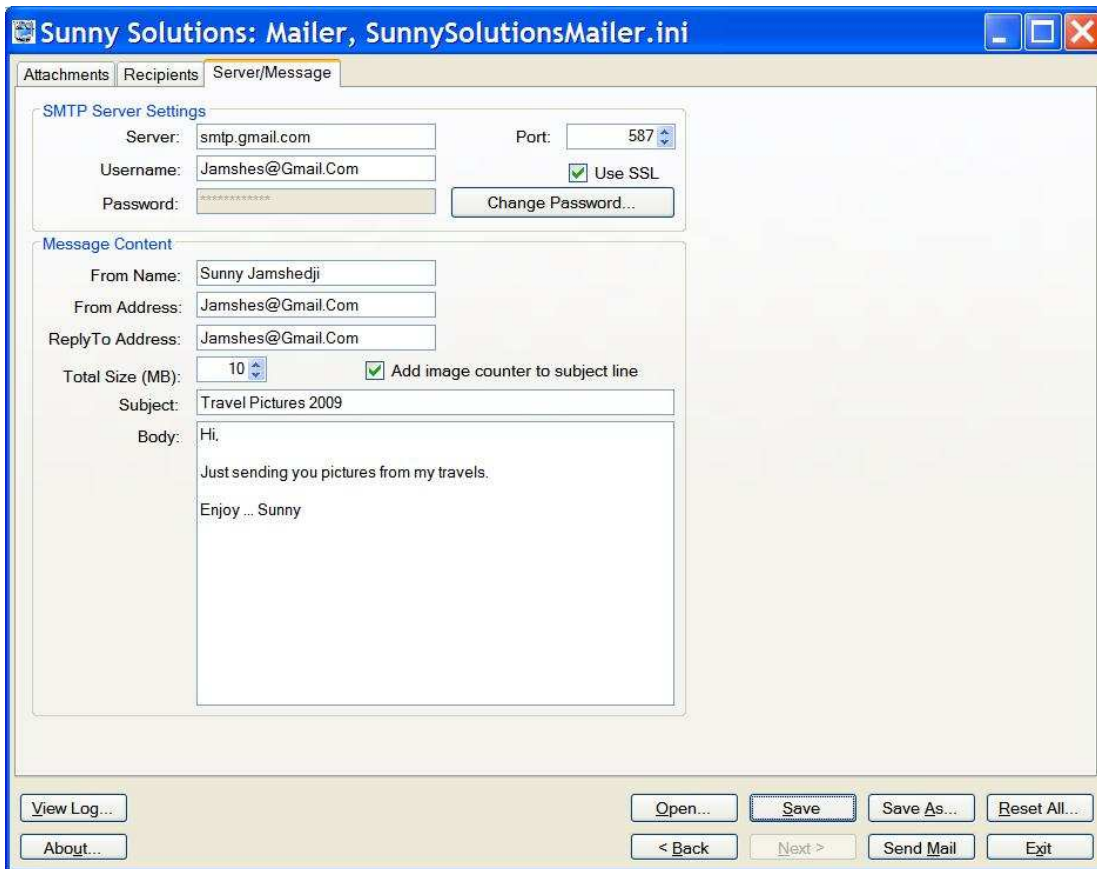 Sunny Solutions: Mailer, SunnySolutionsMailer.ini
Attachments Recipients Server/Message
SMTP Server Settings
Server: smtp.gmail.com Port: 587
Username: Jamshes@Gmail.Com Use SSL
Password: ************ Change Password...
Message Content
From Name: Sunny Jamshedji
From Address: Jamshes@Gmail.Com
ReplyTo Address: Jamshes@Gmail.Com
Total Size (MB): 10 Add image counter to subject line
Subject: Travel Pictures 2009
Body: Hi,
Just sending you pictures from my travels.
Enjoy ... Sunny
View Log... Open... Save Save As... Reset All...
About... < Back Next > Send Mail Exit